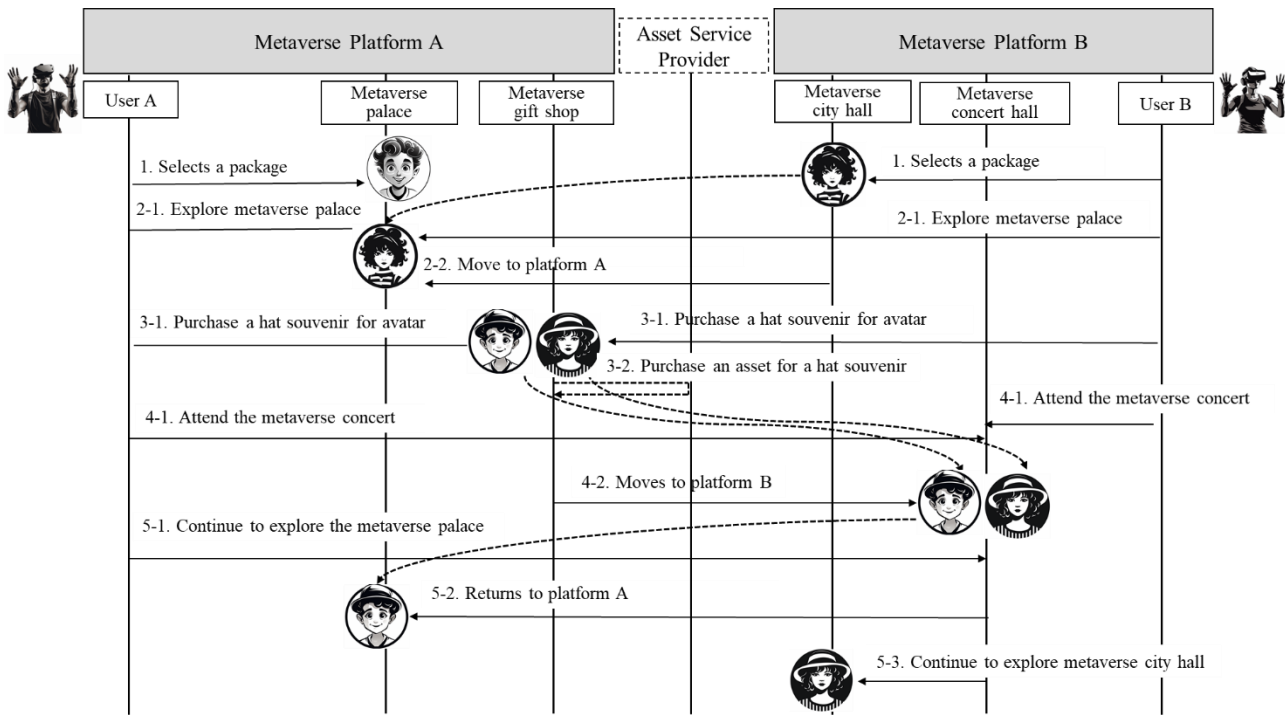 Metaverse Platform A
Asset Service
Provider
Metaverse Platform B
User A
Metaverse
palace
Metaverse
gift shop
Metaverse
city hall
Metaverse
concert hall
User B
1. Selects a package
1. Selects a package
2-1. Explore metaverse palace
2-1. Explore metaverse palace
2-2. Move to platform A
3-1. Purchase a hat souvenir for avatar
3-1. Purchase a hat souvenir for avatar
3-2. Purchase an asset for a hat souvenir
4-1. Attend the metaverse concert
4-1. Attend the metaverse concert
4-2. Moves to platform B
5-1. Continue to explore the metaverse palace
5-2. Returns to platform A
5-3. Continue to explore metaverse city hall